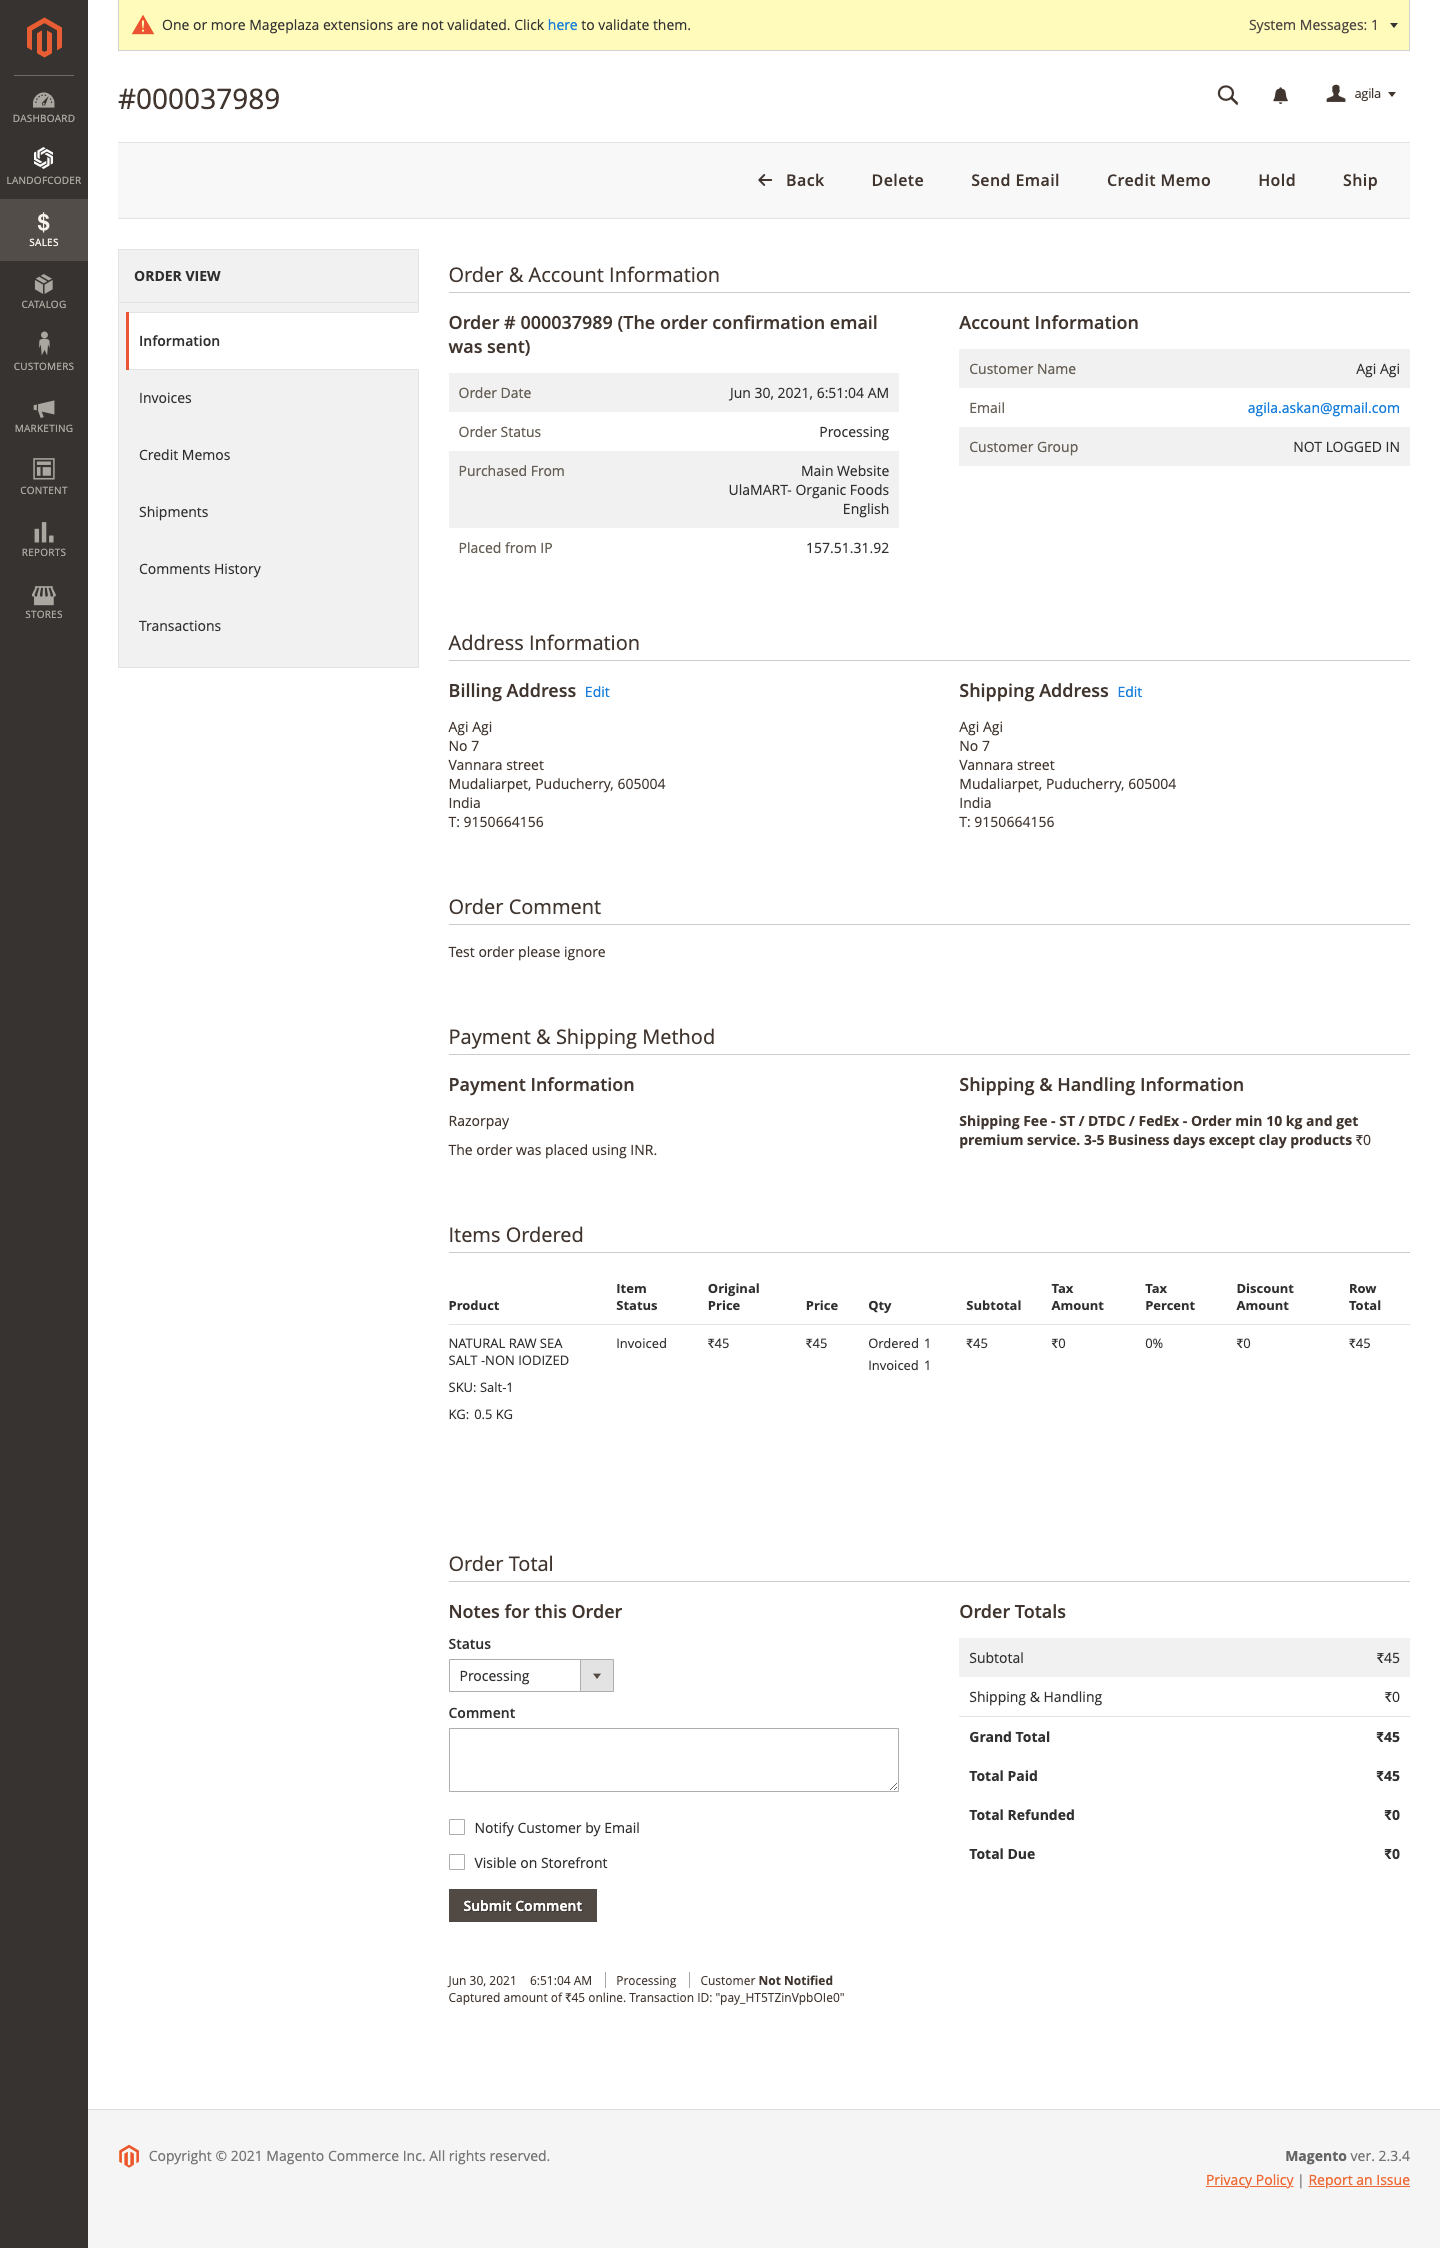 One or more Mageplaza extensions are not validated. Click here to validate them.
System Messages: 1
#000037989
agila
DASHBOARD
LANDOFCODER
SALES
CATALOG
CUSTOMERS
MARKETING
CONTENT
REPORTS
STORES
Back
Delete
Send Email
Credit Memo
Hold
Ship
ORDER VIEW
Information
Invoices
Credit Memos
Shipments
Comments History
Transactions
Order & Account Information
Order # 000037989 (The order confirmation email
was sent)
Order Date Jun 30, 2021, 6:51:04 AM
Order Status Processing
Purchased From Main Website
UlaMART- Organic Foods
English
Placed from IP 157.51.31.92
Account Information
Customer Name Agi Agi
Email agila.askan@gmail.com
Customer Group NOT LOGGED IN
Address Information
Billing Address Edit
Agi Agi
No 7
Vannara street
Mudaliarpet, Puducherry, 605004
India
T: 9150664156
Shipping Address Edit
Agi Agi
No 7
Vannara street
Mudaliarpet, Puducherry, 605004
India
T: 9150664156
Order Comment
Test order please ignore
Payment & Shipping Method
Payment Information
Razorpay
The order was placed using INR.
Shipping & Handling Information
Shipping Fee - ST / DTDC / FedEx - Order min 10 kg and get
premium service. 3-5 Business days except clay products ₹0
Items Ordered
Product Item Status Original Price Price Qty Subtotal Tax Amount Tax Percent Discount Amount Row Total
NATURAL RAW SEA Invoiced ₹45 ₹45 Ordered 1 ₹45 ₹0 0% ₹0 ₹45
SALT -NON IODIZED Invoiced 1
SKU: Salt-1
KG: 0.5 KG
Order Total
Notes for this Order
Status
Processing
Comment
Notify Customer by Email
Visible on Storefront
Submit Comment
Order Totals
Subtotal ₹45
Shipping & Handling ₹0
Grand Total ₹45
Total Paid ₹45
Total Refunded ₹0
Total Due ₹0
Jun 30, 2021 6:51:04 AM Processing Customer Not Notified
Captured amount of ₹45 online. Transaction ID: "pay_HT5TZinVpbOIe0"
Copyright © 2021 Magento Commerce Inc. All rights reserved.
Magento ver. 2.3.4
Privacy Policy | Report an Issue